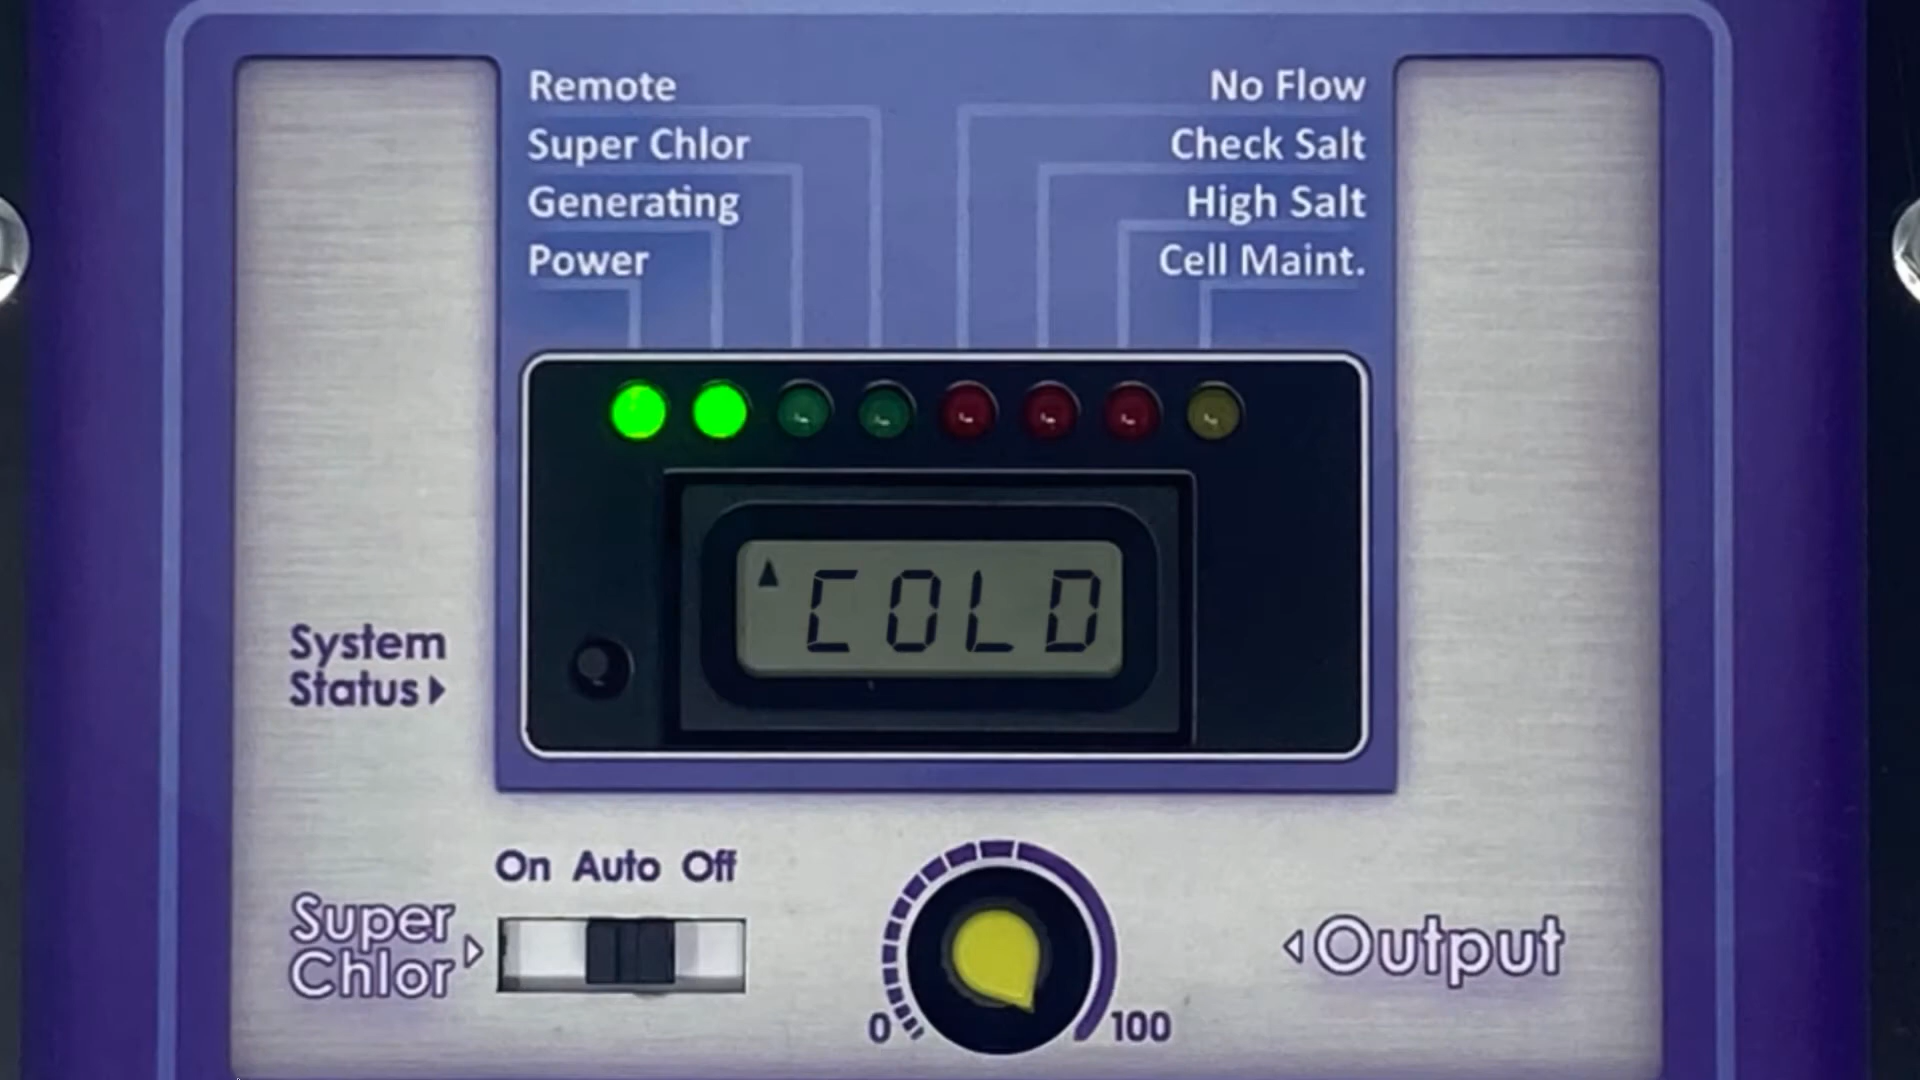 Remote
Super Chlor
Generating
Power
No Flow
Check Salt
High Salt
Cell Maint.
COLD
System
Status
On Auto Off
Super
Chlor
0
100
Output